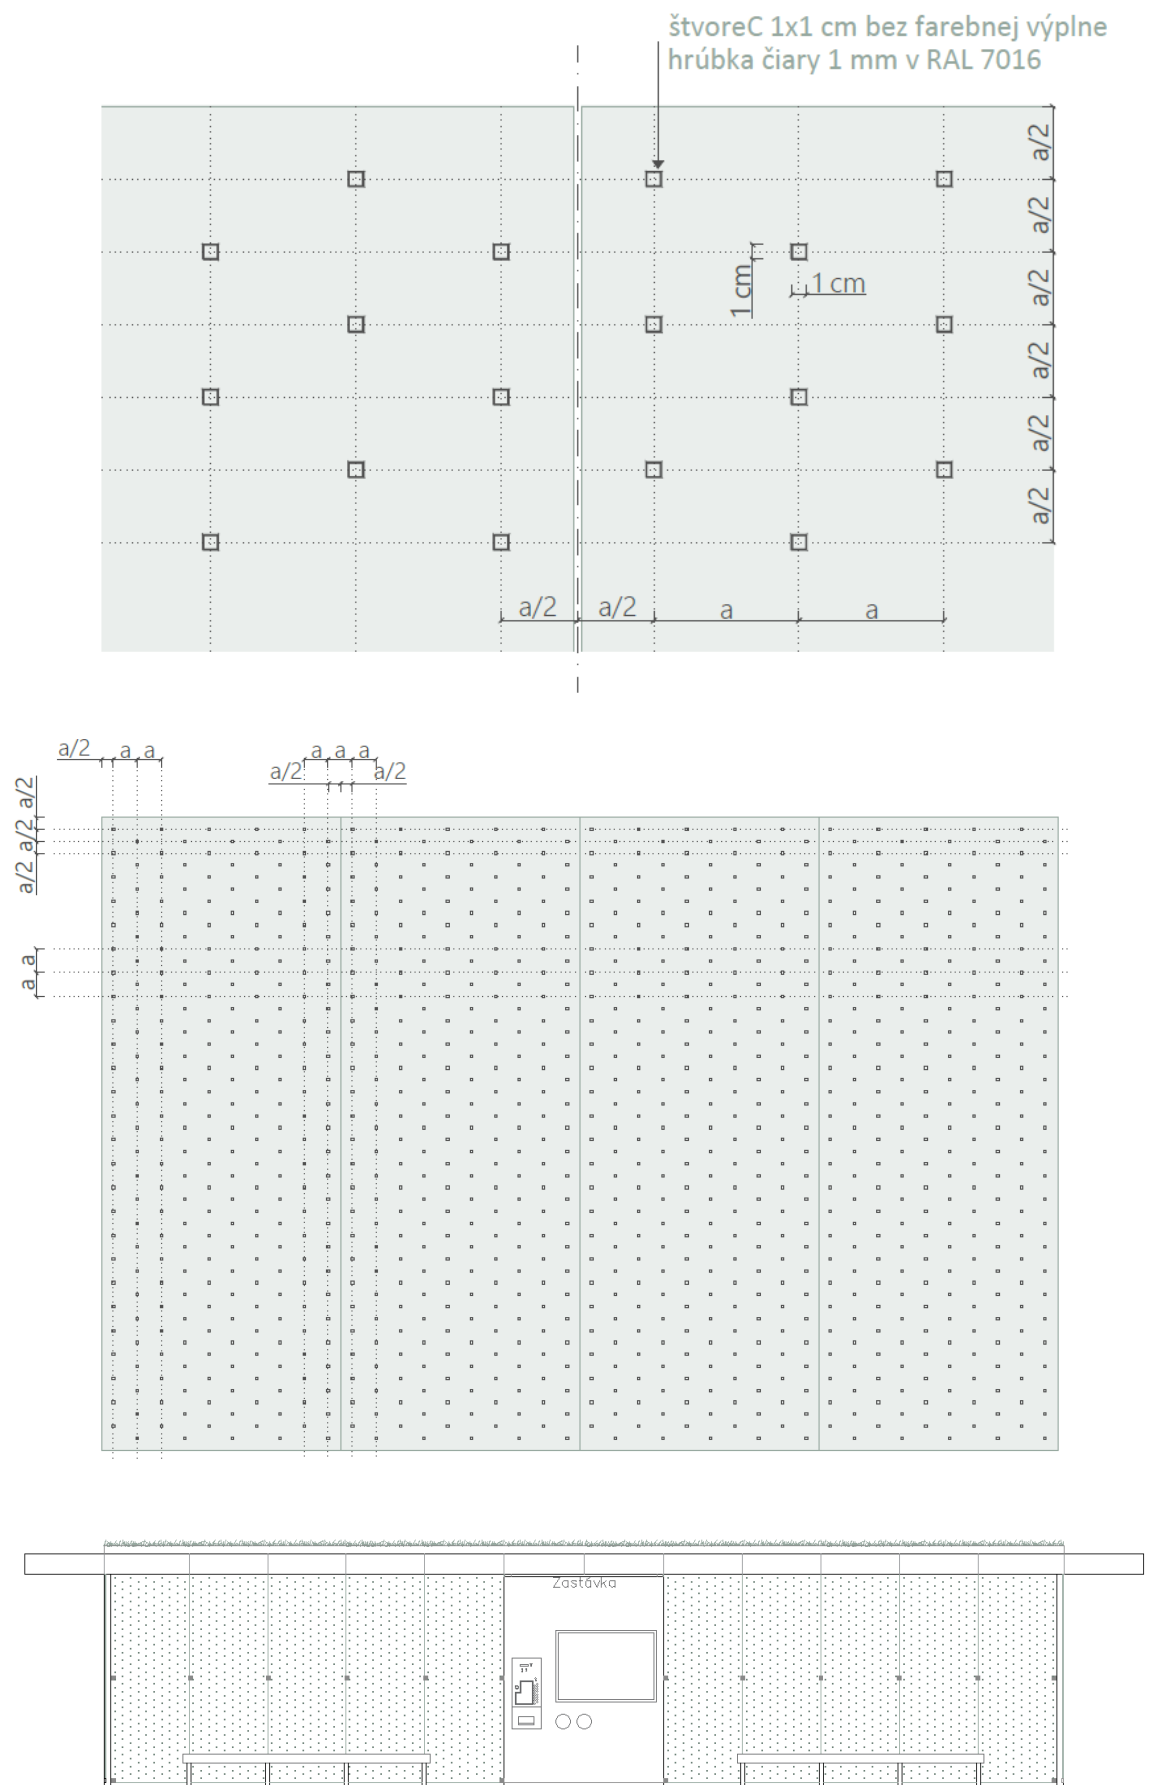 štvoreC 1x1 cm bez farebnej výplne
hrúbka čiary 1 mm v RAL 7016
a/2
a/2
a/2
a/2
a/2
a/2
1 cm
1 cm
a/2
a/2
a
a
a/2
a
a
a
a
a
a/2
a/2
a/2
a/2
a/2
a
a
Zastávka